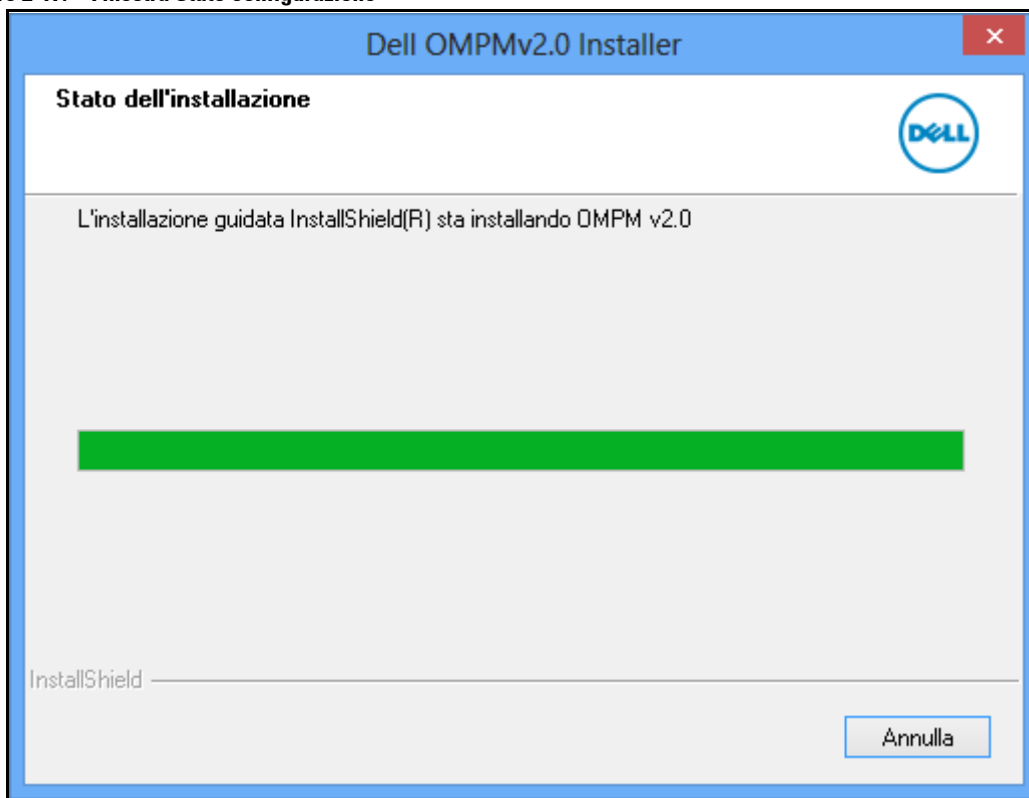 Dell OMPMv2.0 Installer
Stato dell'installazione
DELL
L'installazione guidata InstallShield(R) sta installando OMPM v2.0
InstallShield
Annulla